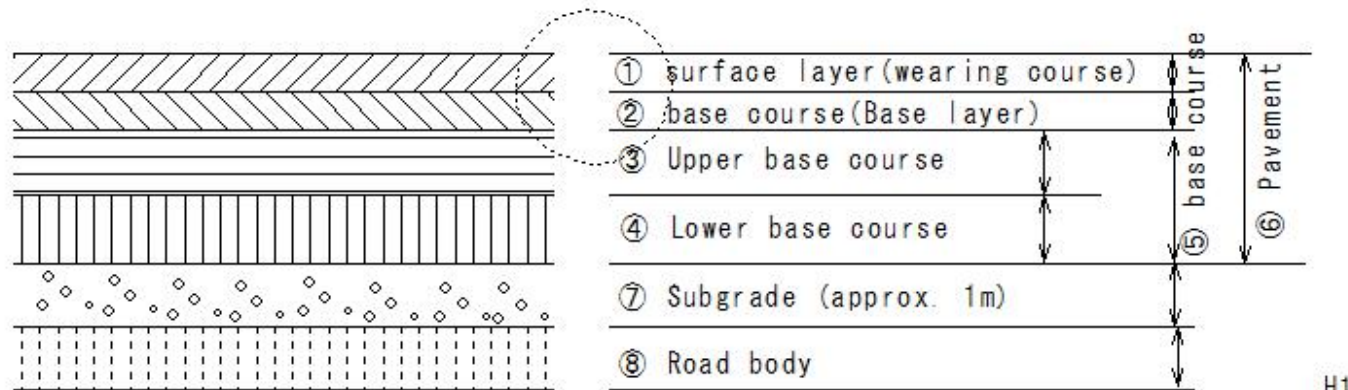 ① surface layer(wearing course)
② base course(Base layer)
③ Upper base course
④ Lower base course
⑤ base course
⑥ Pavement
⑦ Subgrade (approx. 1m)
⑧ Road body